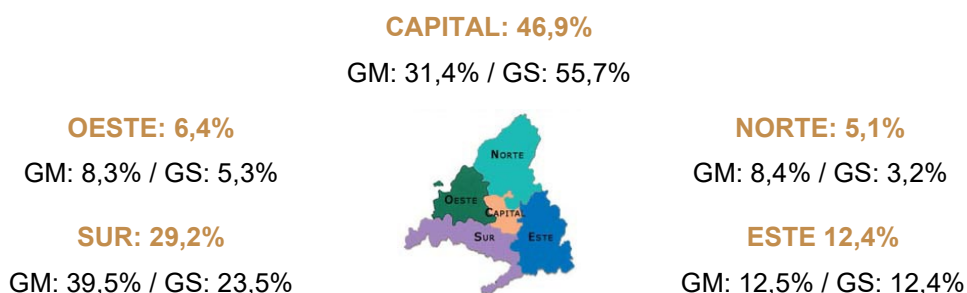 CAPITAL: 46,9%
GM: 31,4% / GS: 55,7%
OESTE: 6,4%
GM: 8,3% / GS: 5,3%
NORTE: 5,1%
GM: 8,4% / GS: 3,2%
SUR: 29,2%
GM: 39,5% / GS: 23,5%
ESTE 12,4%
GM: 12,5% / GS: 12,4%
NORTE
OESTE
CAPITAL
SUR
ESTE